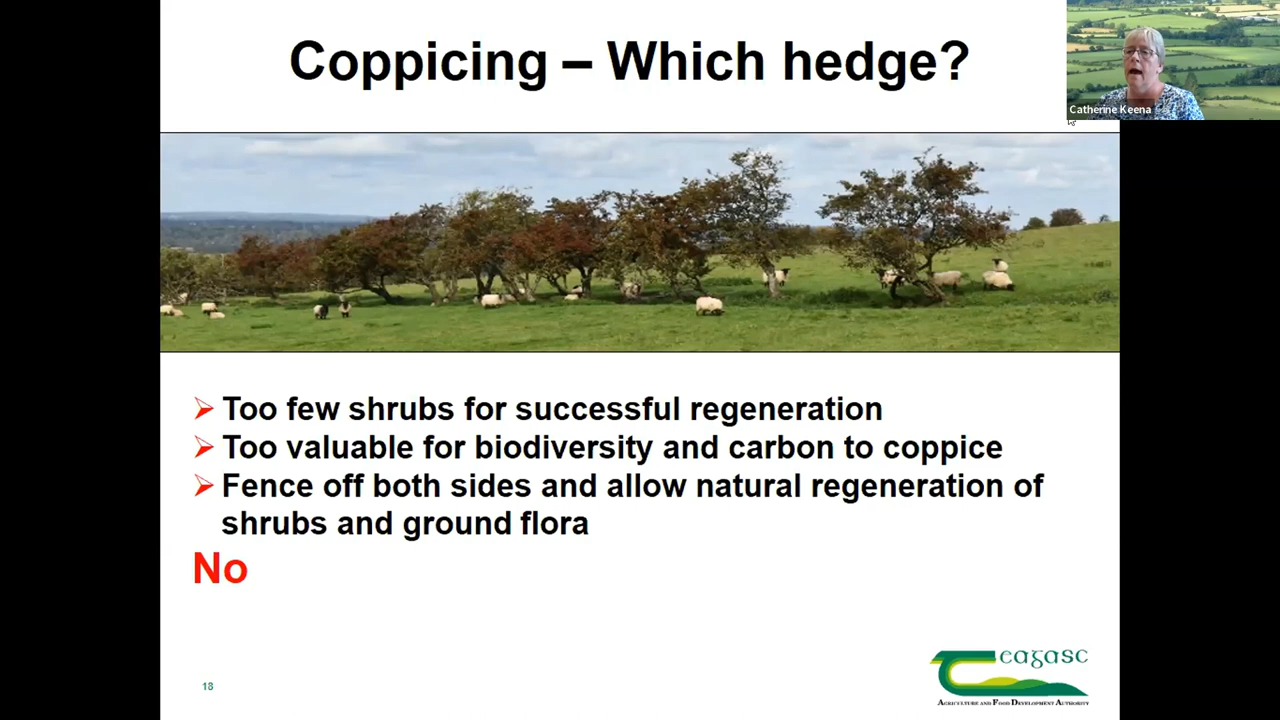 Coppicing – Which hedge?
Catherine Keena
Too few shrubs for successful regeneration
Too valuable for biodiversity and carbon to coppice
Fence off both sides and allow natural regeneration of
shrubs and ground flora
No
18
Teagasc
Agriculture and Food Development Authority